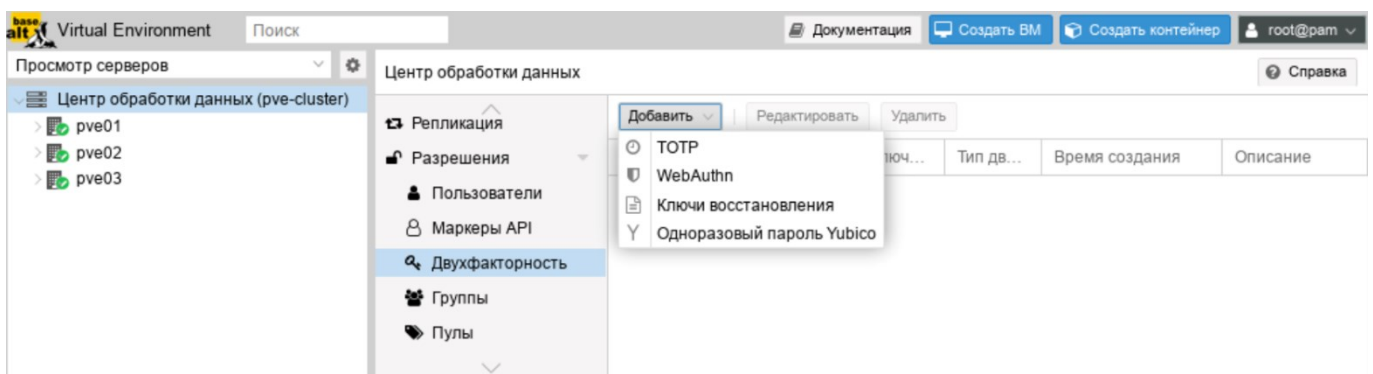 base alt Virtual Environment Поиск Документация Создать ВМ Создать контейнер root@pam
Просмотр серверов
Центр обработки данных Справка
Центр обработки данных (pve-cluster)
pve01
pve02
pve03
Репликация
Разрешения
Пользователи
Маркеры API
Двухфакторность
Группы
Пулы
Добавить Редактировать Удалить
TOTP
WebAuthn
Ключи восстановления
Одноразовый пароль Yubico
Тип дв... Время создания Описание